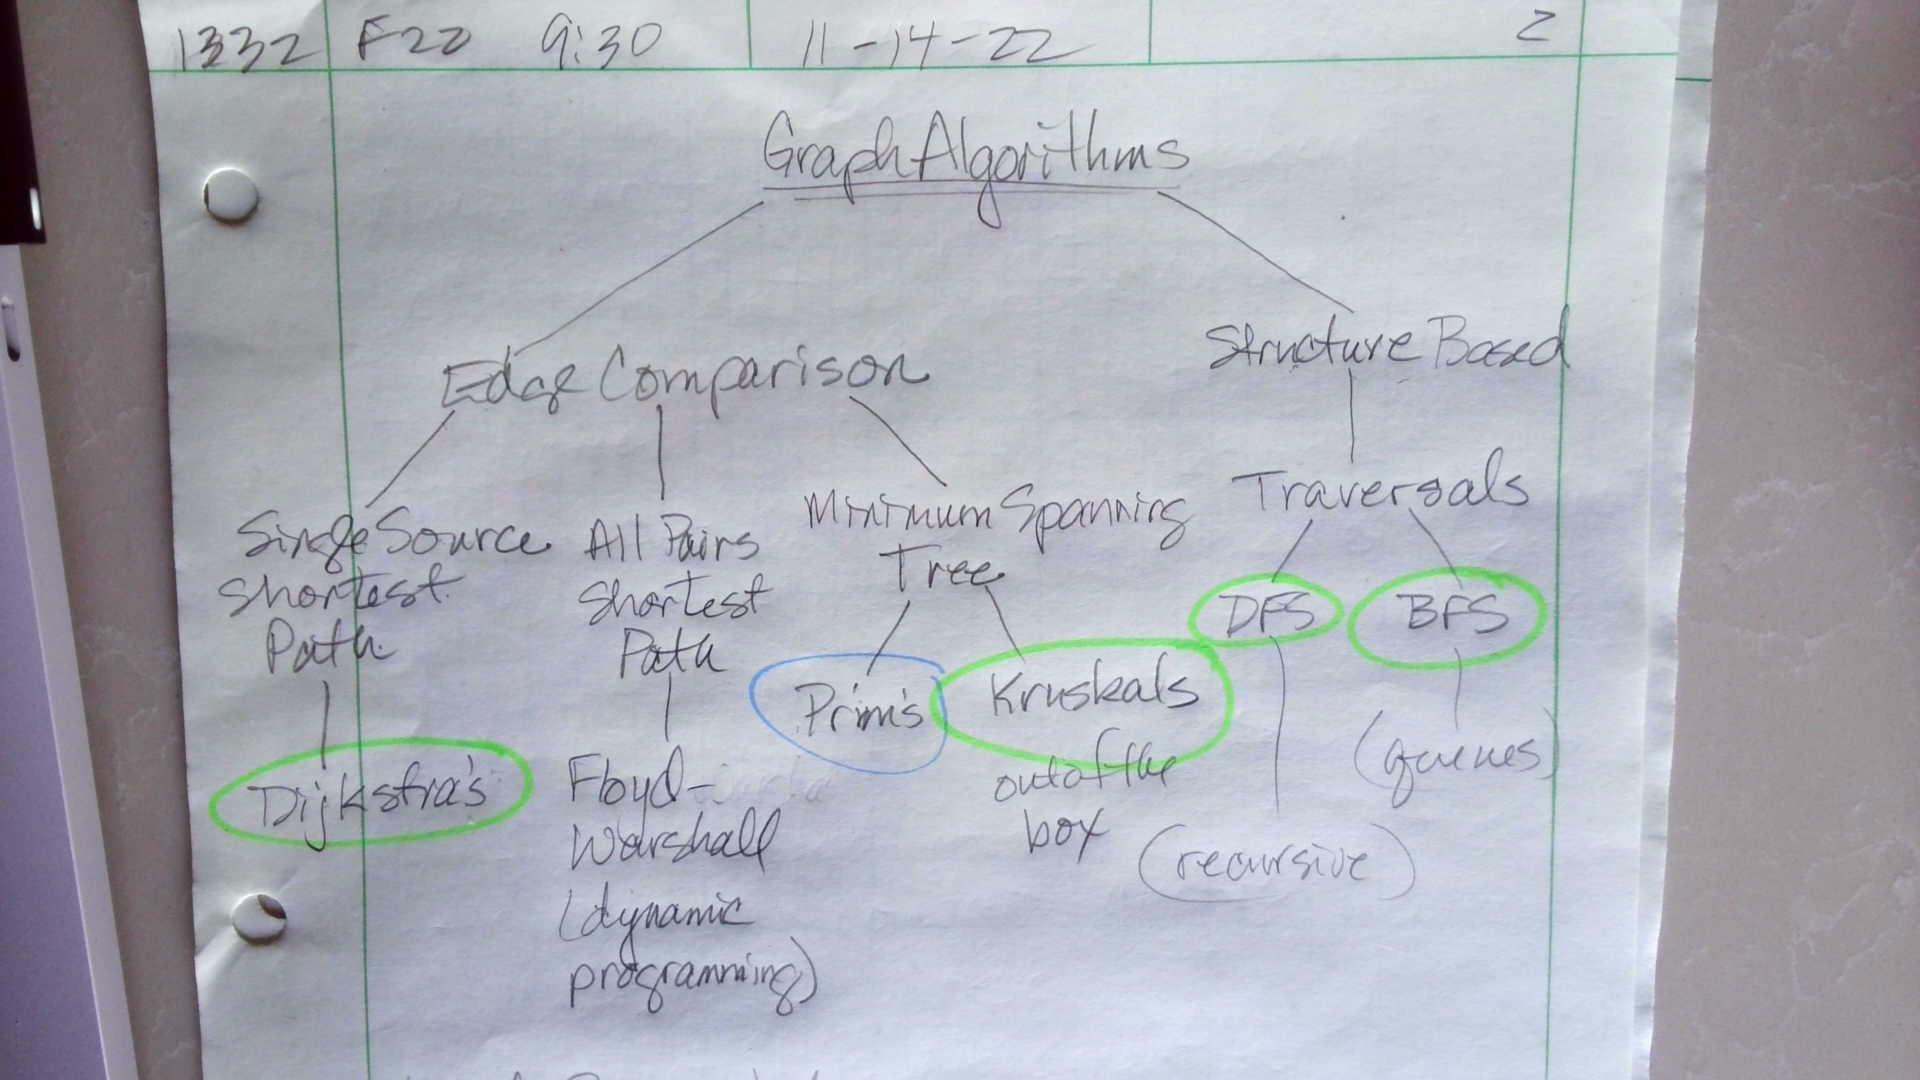 1332 F22 9:30 11-14-22 2
Graph Algorithms
Edge Comparison
Structure Based
Single Source
Shortest
Path
All Pairs
Shortest
Path
Minimum Spanning
Tree
Traversals
DFS
BFS
Prim's
Kruskals
out of the
box
(queues)
(recursive)
Dijkstra's
Floyd-
Warshall
(dynamic
programming)